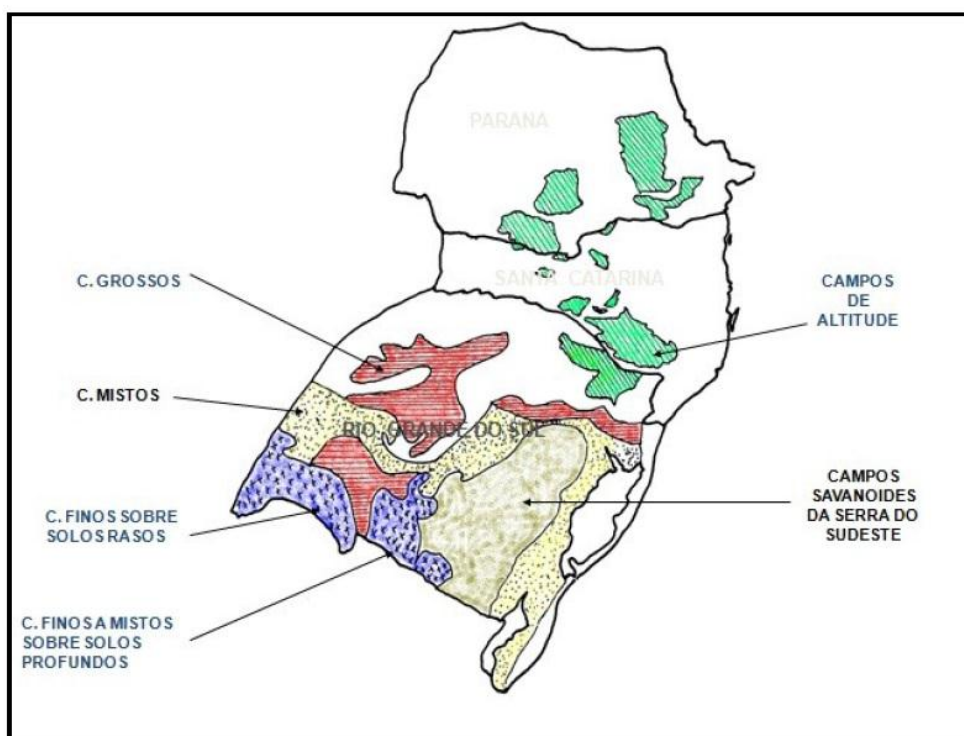 PARANA
SANTA CATARINA
C. GROSSOS
CAMPOS
DE
ALTITUDE
C. MISTOS
RIO GRANDE DO SUL
CAMPOS
SAVANOIDES
DA SERRA DO
SUDESTE
C. FINOS SOBRE
SOLOS RASOS
C. FINOS A MISTOS
SOBRE SOLOS
PROFUNDOS